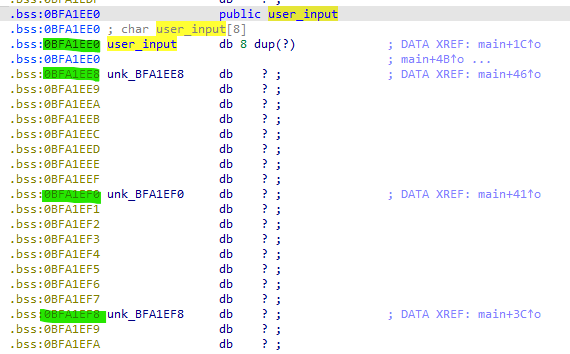 .bss:0BFA1EE0 public user_input
.bss:0BFA1EE0 ; char user_input[8]
.bss:0BFA1EE0 user_input db 8 dup(?) ; DATA XREF: main+1C↑o
.bss:0BFA1EE0 ; main+4B↑o ...
.bss:0BFA1EE8 unk_BFA1EE8 db ? ; ; DATA XREF: main+46↑o
.bss:0BFA1EE9 db ? ;
.bss:0BFA1EEA db ? ;
.bss:0BFA1EEB db ? ;
.bss:0BFA1EEC db ? ;
.bss:0BFA1EED db ? ;
.bss:0BFA1EEE db ? ;
.bss:0BFA1EEF db ? ;
.bss:0BFA1EF0 unk_BFA1EF0 db ? ; ; DATA XREF: main+41↑o
.bss:0BFA1EF1 db ? ;
.bss:0BFA1EF2 db ? ;
.bss:0BFA1EF3 db ? ;
.bss:0BFA1EF4 db ? ;
.bss:0BFA1EF5 db ? ;
.bss:0BFA1EF6 db ? ;
.bss:0BFA1EF7 db ? ;
.bss:0BFA1EF8 unk_BFA1EF8 db ? ; ; DATA XREF: main+3C↑o
.bss:0BFA1EF9 db ? ;
.bss:0BFA1EFA db ? ;